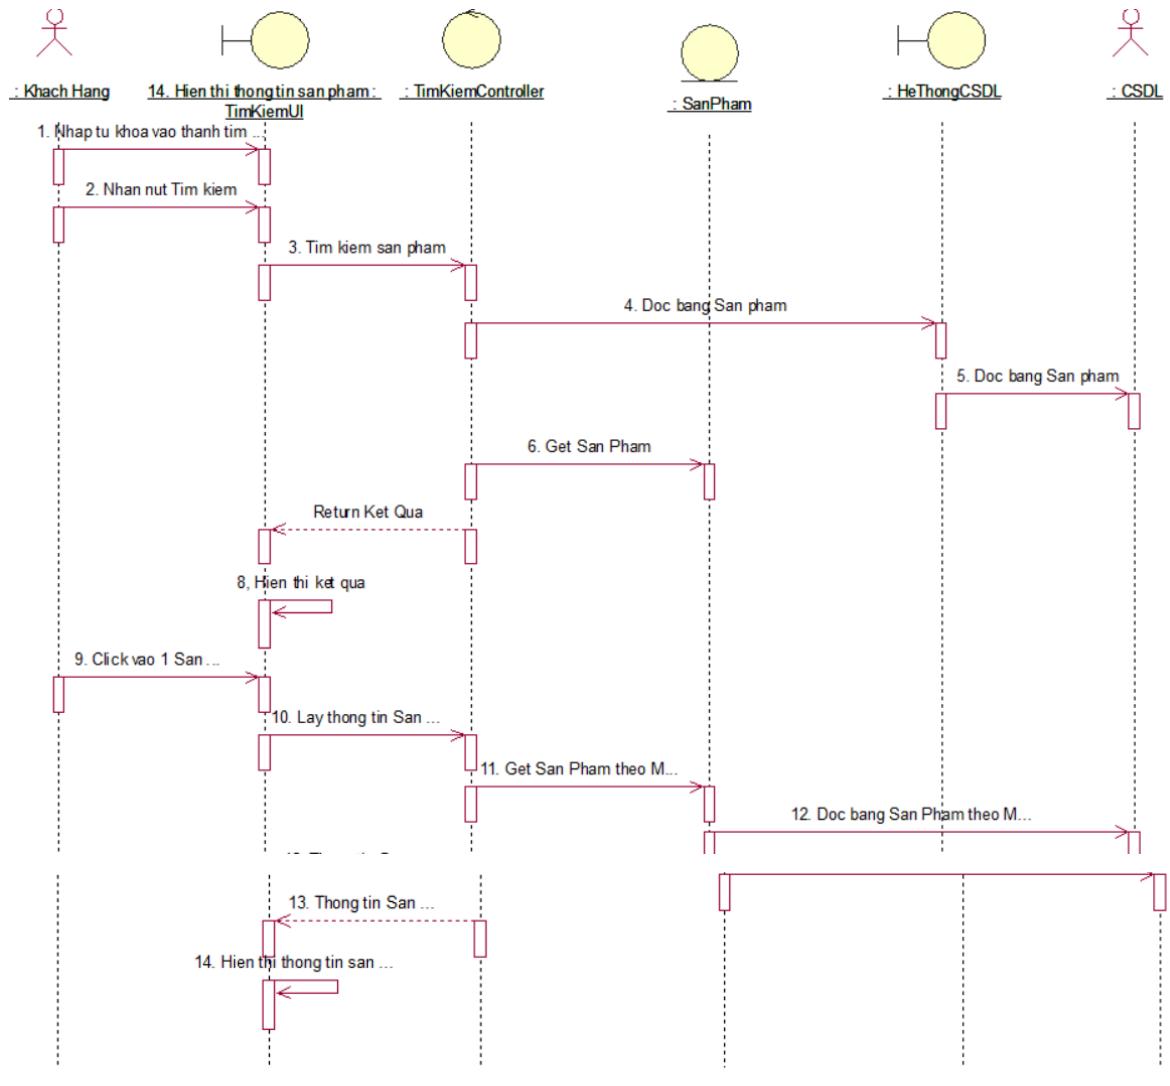 : Khach Hang
14. Hien thi thong tin san pham :
TimKiemUI
: TimKiemController
: SanPham
: HeThongCSDL
: CSDL
1. Nhap tu khoa vao thanh tim ...
2. Nhan nut Tim kiem
3. Tim kiem san pham
4. Doc bang San pham
5. Doc bang San pham
6. Get San Pham
Return Ket Qua
8, Hien thi ket qua
9. Click vao 1 San ...
10. Lay thong tin San ...
11. Get San Pham theo M...
12. Doc bang San Pham theo M...
13. Thong tin San ...
14. Hien thi thong tin san ...